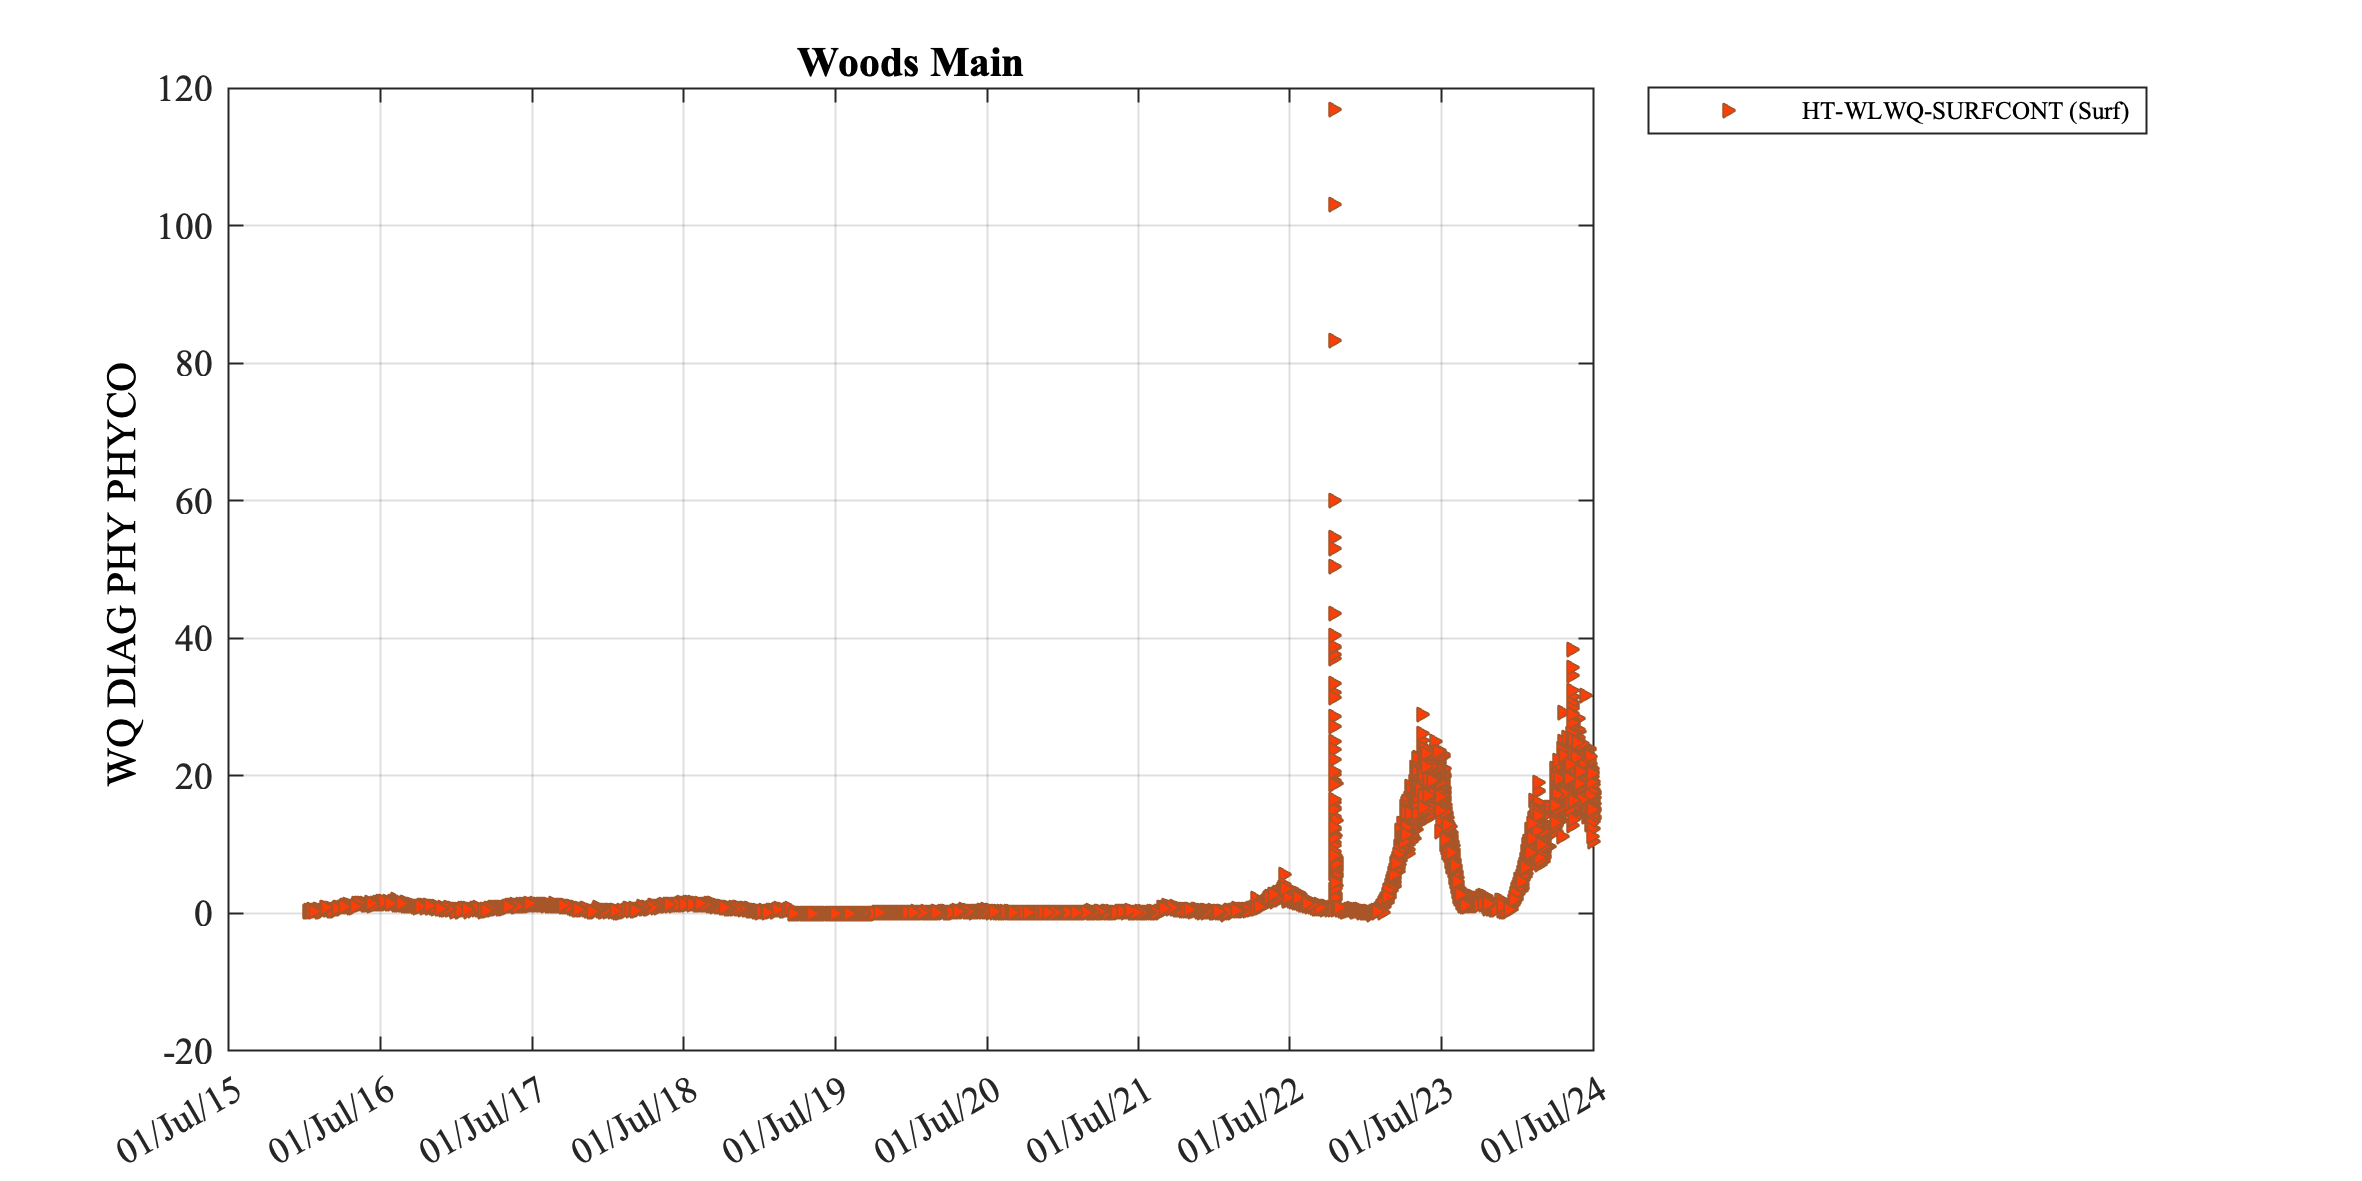 Woods Main
HT-WLWQ-SURFCONT (Surf)
WQ DIAG PHY PHYCO
120
100
80
60
40
20
0
-20
01/Jul/15
01/Jul/16
01/Jul/17
01/Jul/18
01/Jul/19
01/Jul/20
01/Jul/21
01/Jul/22
01/Jul/23
01/Jul/24